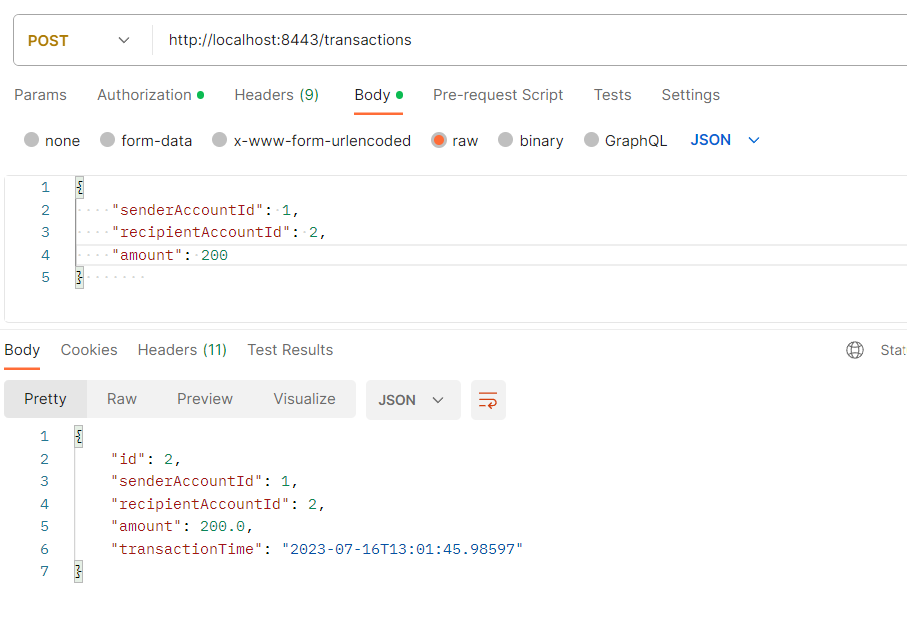 POST http://localhost:8443/transactions
Params Authorization Headers (9) Body Pre-request Script Tests Settings
none form-data x-www-form-urlencoded raw binary GraphQL JSON
1 {
2 "senderAccountId": 1,
3 "recipientAccountId": 2,
4 "amount": 200
5 }
Body Cookies Headers (11) Test Results Stat
Pretty Raw Preview Visualize JSON
1 {
2 "id": 2,
3 "senderAccountId": 1,
4 "recipientAccountId": 2,
5 "amount": 200.0,
6 "transactionTime": "2023-07-16T13:01:45.98597"
7 }